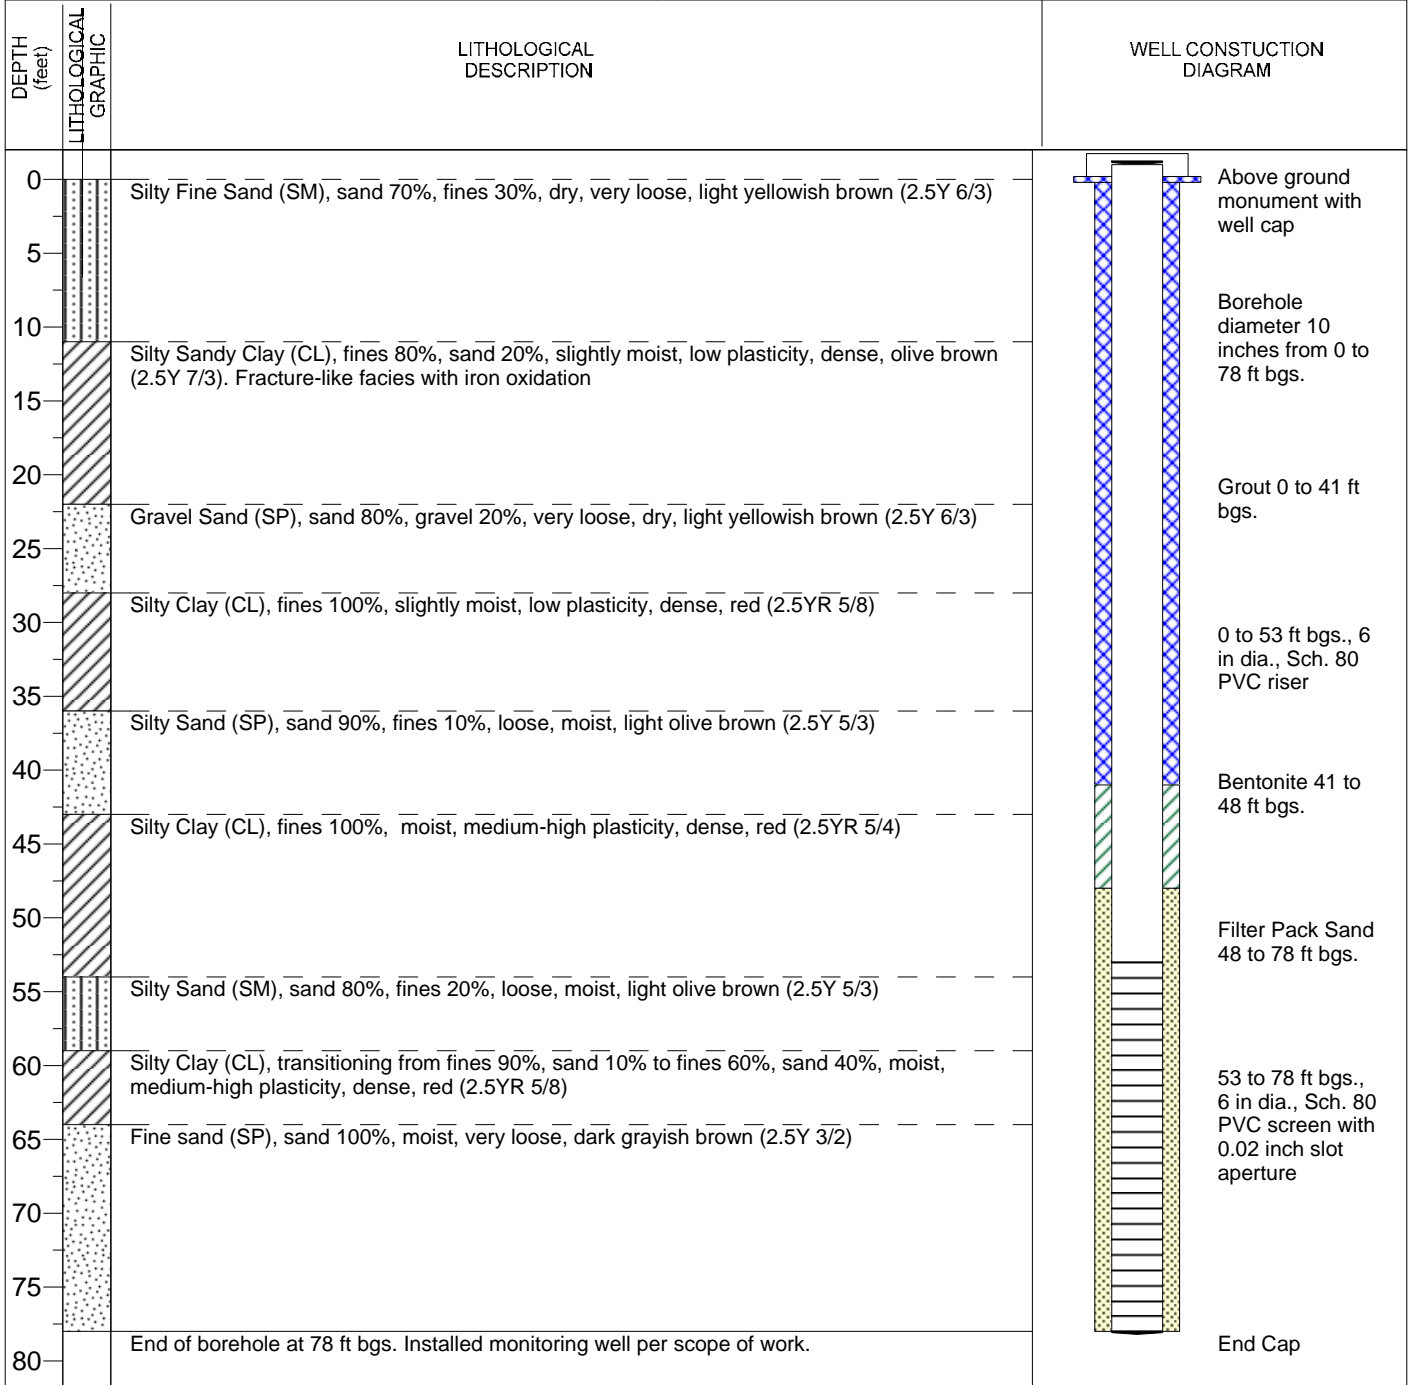 DEPTH
(feet)
LITHOLOGICAL
GRAPHIC
LITHOLOGICAL
DESCRIPTION
WELL CONSTUCTION
DIAGRAM
0
5
10
15
20
25
30
35
40
45
50
55
60
65
70
75
80
Silty Fine Sand (SM), sand 70%, fines 30%, dry, very loose, light yellowish brown (2.5Y 6/3)
Silty Sandy Clay (CL), fines 80%, sand 20%, slightly moist, low plasticity, dense, olive brown
(2.5Y 7/3). Fracture-like facies with iron oxidation
Gravel Sand (SP), sand 80%, gravel 20%, very loose, dry, light yellowish brown (2.5Y 6/3)
Silty Clay (CL), fines 100%, slightly moist, low plasticity, dense, red (2.5YR 5/8)
Silty Sand (SP), sand 90%, fines 10%, loose, moist, light olive brown (2.5Y 5/3)
Silty Clay (CL), fines 100%, moist, medium-high plasticity, dense, red (2.5YR 5/4)
Silty Sand (SM), sand 80%, fines 20%, loose, moist, light olive brown (2.5Y 5/3)
Silty Clay (CL), transitioning from fines 90%, sand 10% to fines 60%, sand 40%, moist,
medium-high plasticity, dense, red (2.5YR 5/8)
Fine sand (SP), sand 100%, moist, very loose, dark grayish brown (2.5Y 3/2)
End of borehole at 78 ft bgs. Installed monitoring well per scope of work.
Above ground
monument with
well cap
Borehole
diameter 10
inches from 0 to
78 ft bgs.
Grout 0 to 41 ft
bgs.
0 to 53 ft bgs., 6
in dia., Sch. 80
PVC riser
Bentonite 41 to
48 ft bgs.
Filter Pack Sand
48 to 78 ft bgs.
53 to 78 ft bgs.,
6 in dia., Sch. 80
PVC screen with
0.02 inch slot
aperture
End Cap